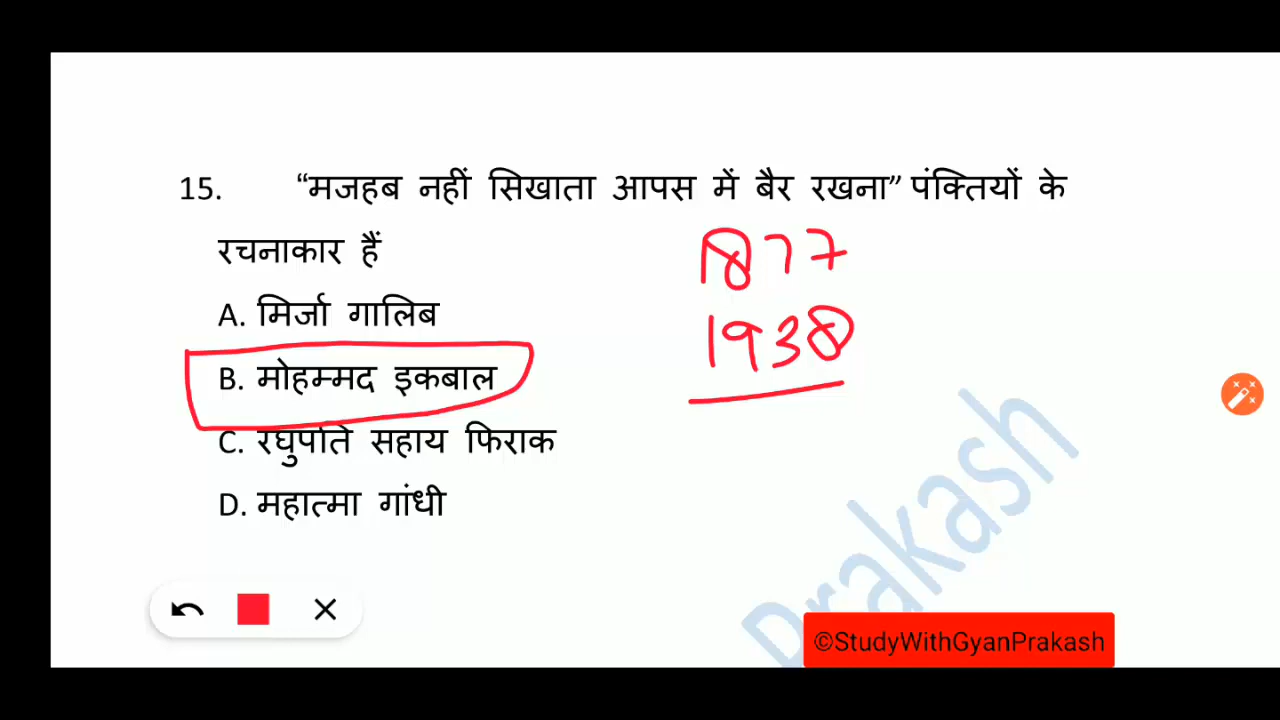 15. “मजहब नहीं सिखाता आपस में बैर रखना” पंक्तियों के
रचनाकार हैं
1877
A. मिर्जा गालिब
1938
B. मोहम्मद इकबाल
C. रघुपति सहाय फिराक
D. महात्मा गांधी
Prakash
©StudyWithGyanPrakash